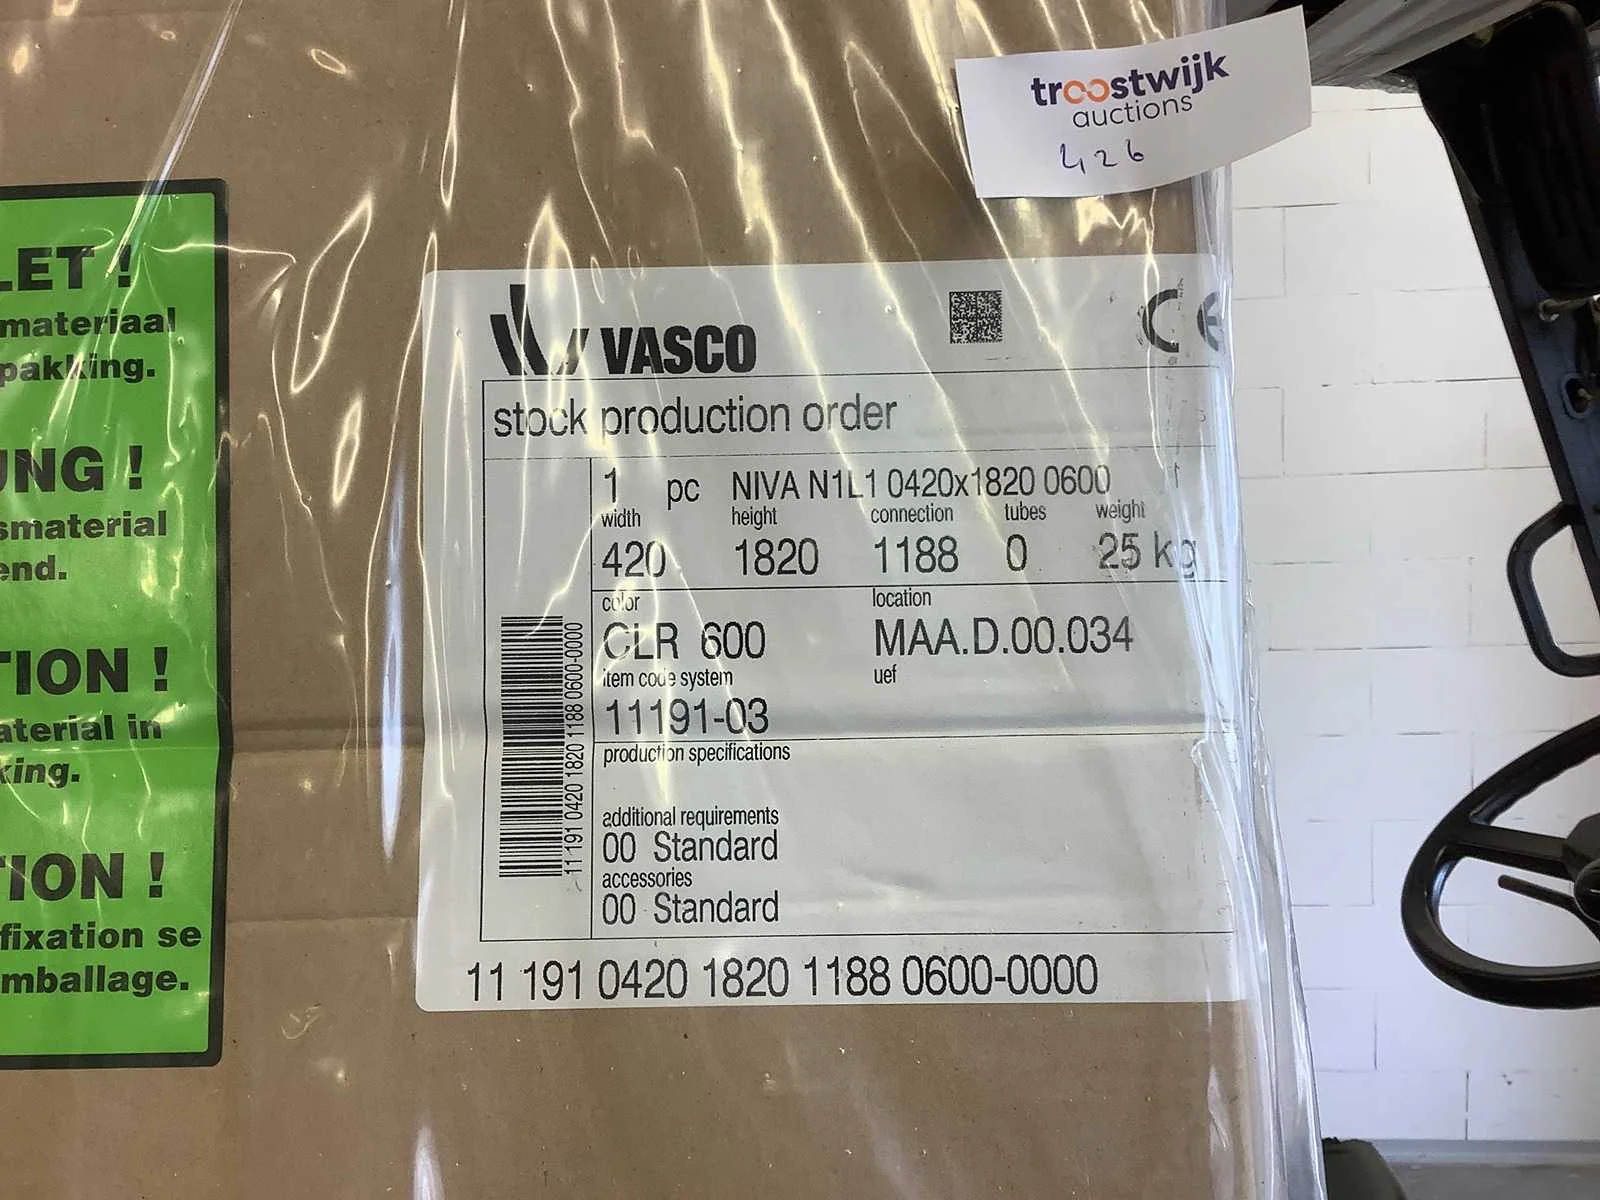 troostwijk
auctions
426
LET !
materiaal
pakking.
UNG !
smaterial
end.
TION !
aterial in
king.
TION !
fixation se
mballage.
VASCO
CE
stock production order
1 pc NIVA N1L1 0420x1820 0600
width height connection tubes weight
420 1820 1188 0 25 kg
color location
CLR 600 MAA.D.00.034
item code system uef
11191-03
production specifications
additional requirements
00 Standard
accessories
00 Standard
11 191 0420 1820 1188 0600-0000
11 191 0420 1820 1188 0600-0000